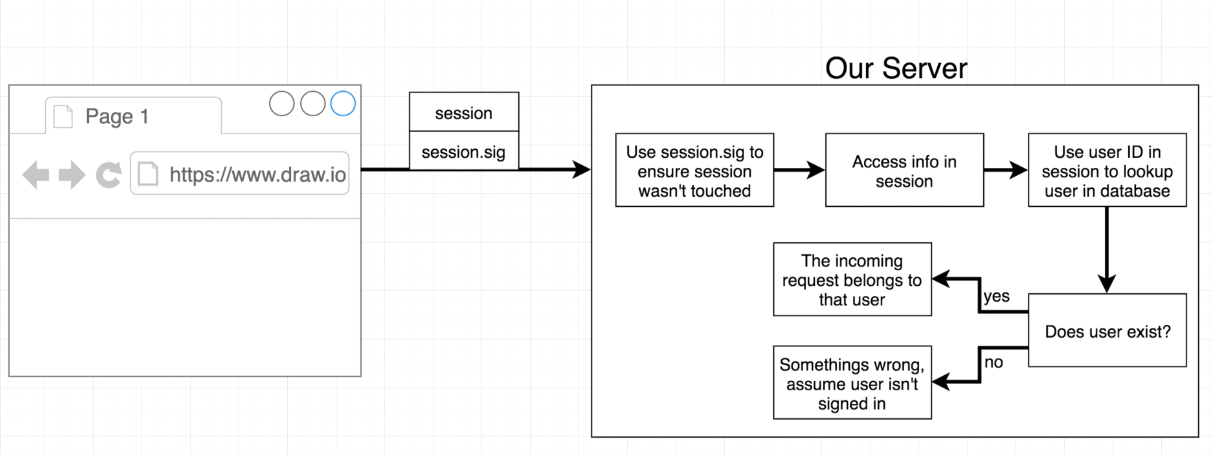 Our Server
Page 1
https://www.draw.io
session
session.sig
Use session.sig to
ensure session
wasn't touched
Access info in
session
Use user ID in
session to lookup
user in database
Does user exist?
yes
The incoming
request belongs to
that user
no
Somethings wrong,
assume user isn't
signed in